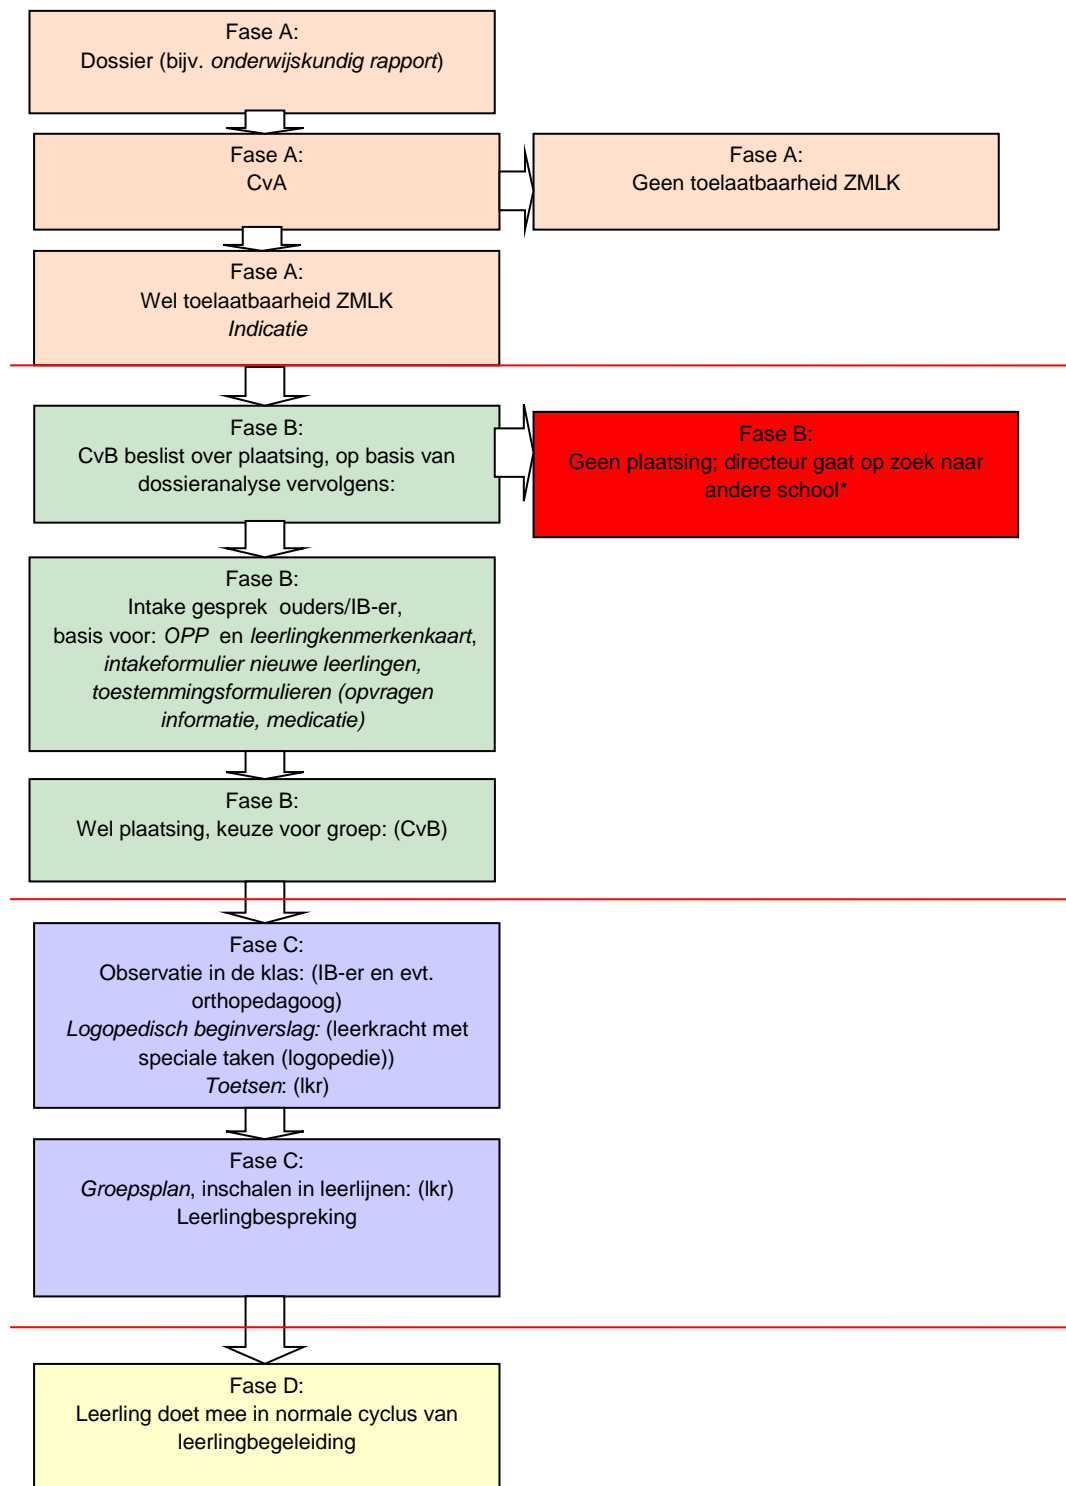 Fase A:
Dossier (bijv. onderwijskundig rapport)
Fase A:
CvA
Fase A:
Geen toelaatbaarheid ZMLK
Fase A:
Wel toelaatbaarheid ZMLK
Indicatie
Fase B:
CvB beslist over plaatsing, op basis van
dossieranalyse vervolgens:
Fase B:
Geen plaatsing; directeur gaat op zoek naar
andere school*
Fase B:
Intake gesprek ouders/IB-er,
basis voor: OPP en leerlingkenmerkenkaart,
intakeformulier nieuwe leerlingen,
toestemmingsformulieren (opvragen
informatie, medicatie)
Fase B:
Wel plaatsing, keuze voor groep: (CvB)
Fase C:
Observatie in de klas: (IB-er en evt.
orthopedagoog)
Logopedisch beginverslag: (leerkracht met
speciale taken (logopedie))
Toetsen: (lkr)
Fase C:
Groepsplan, inschalen in leerlijnen: (lkr)
Leerlingbespreking
Fase D:
Leerling doet mee in normale cyclus van
leerlingbegeleiding